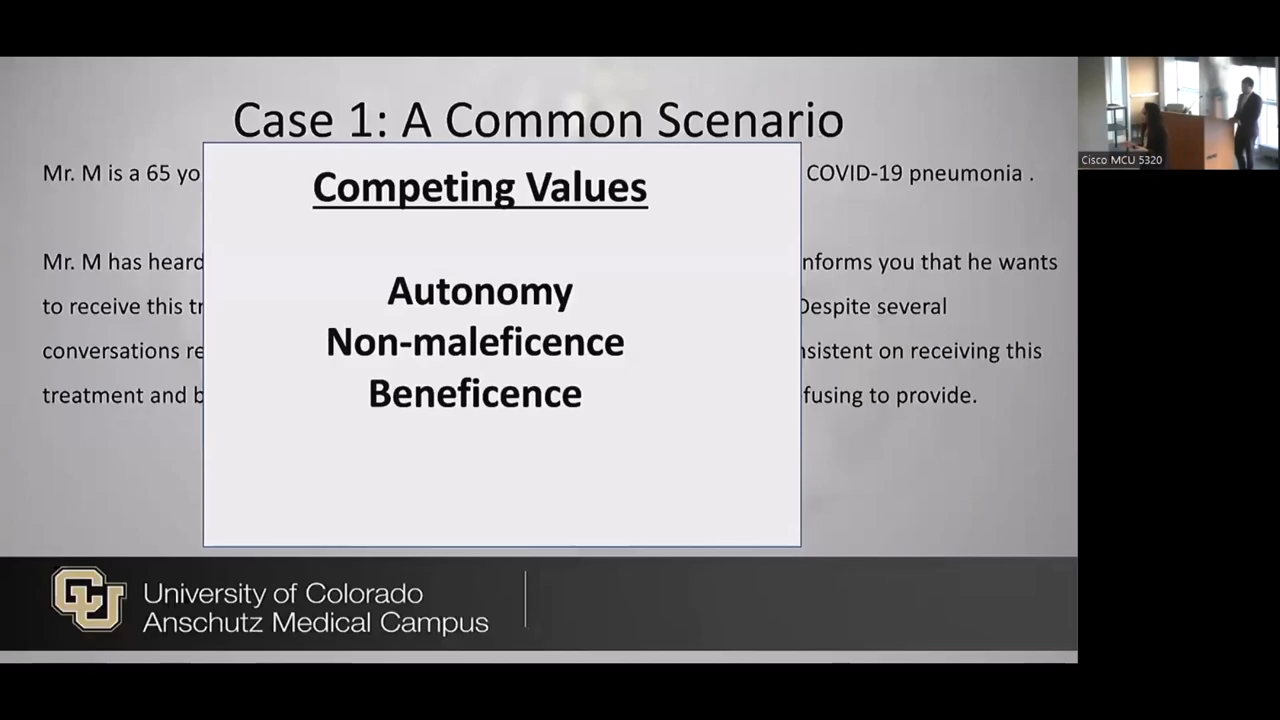 Case 1: A Common Scenario
Mr. M is a 65 yo
COVID-19 pneumonia .
Mr. M has heard
nforms you that he wants
to receive this tr
Despite several
conversations re
nsistent on receiving this
treatment and b
fusing to provide.
Competing Values
Autonomy
Non-maleficence
Beneficence
CU
University of Colorado
Anschutz Medical Campus
Cisco MCU 5320